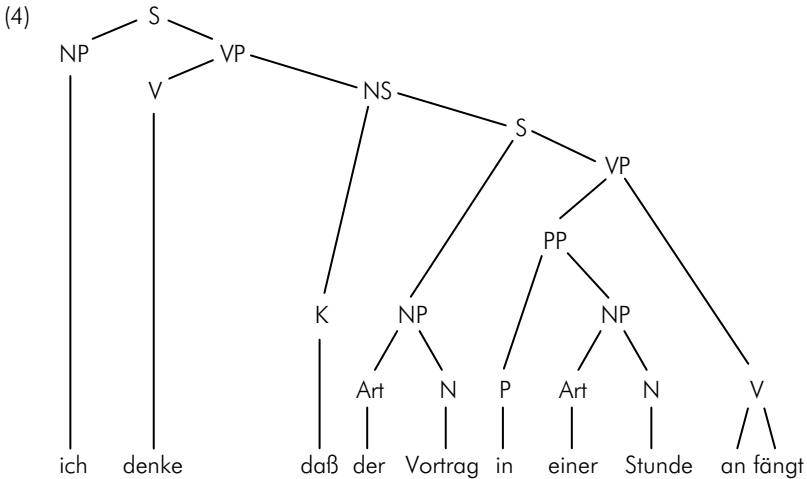 (4) S
NP VP
V NS
S
VP
PP
K NP NP
Art N P Art N V
ich denke daß der Vortrag in einer Stunde an fängt